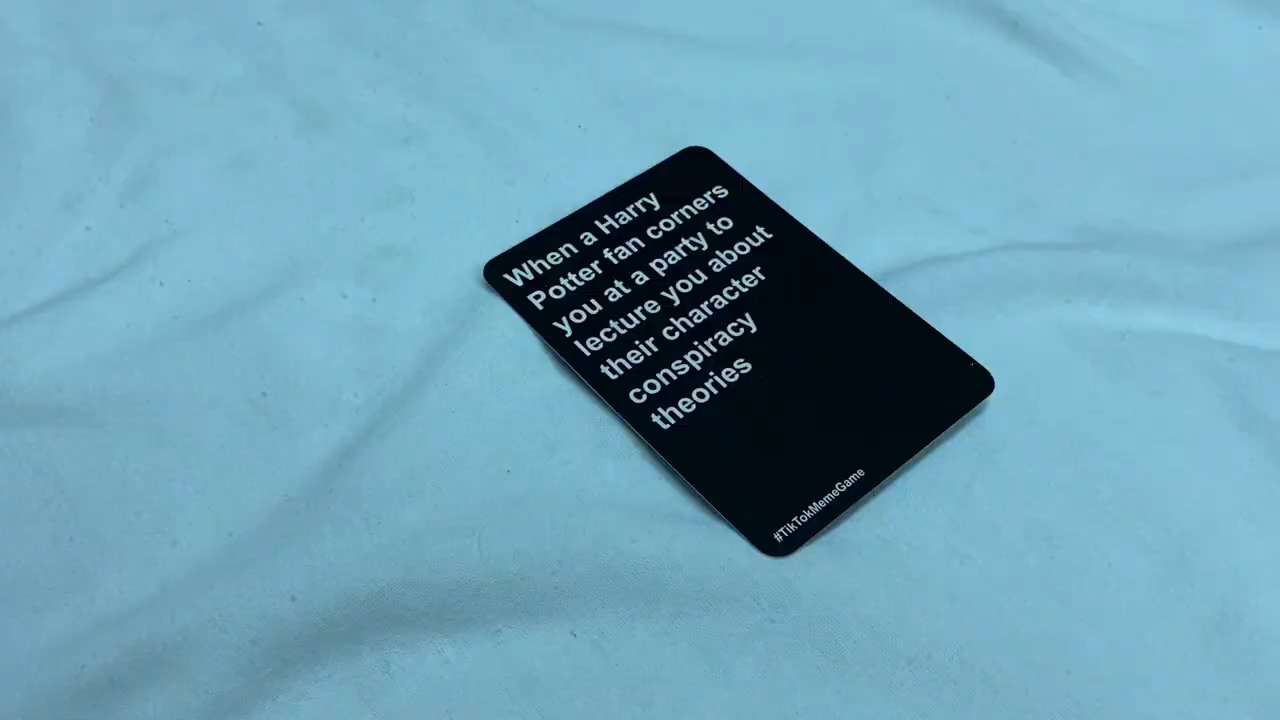 When a Harry
Potter fan corners
you at a party to
lecture you about
their character
conspiracy
theories
#TikTokMemeGame